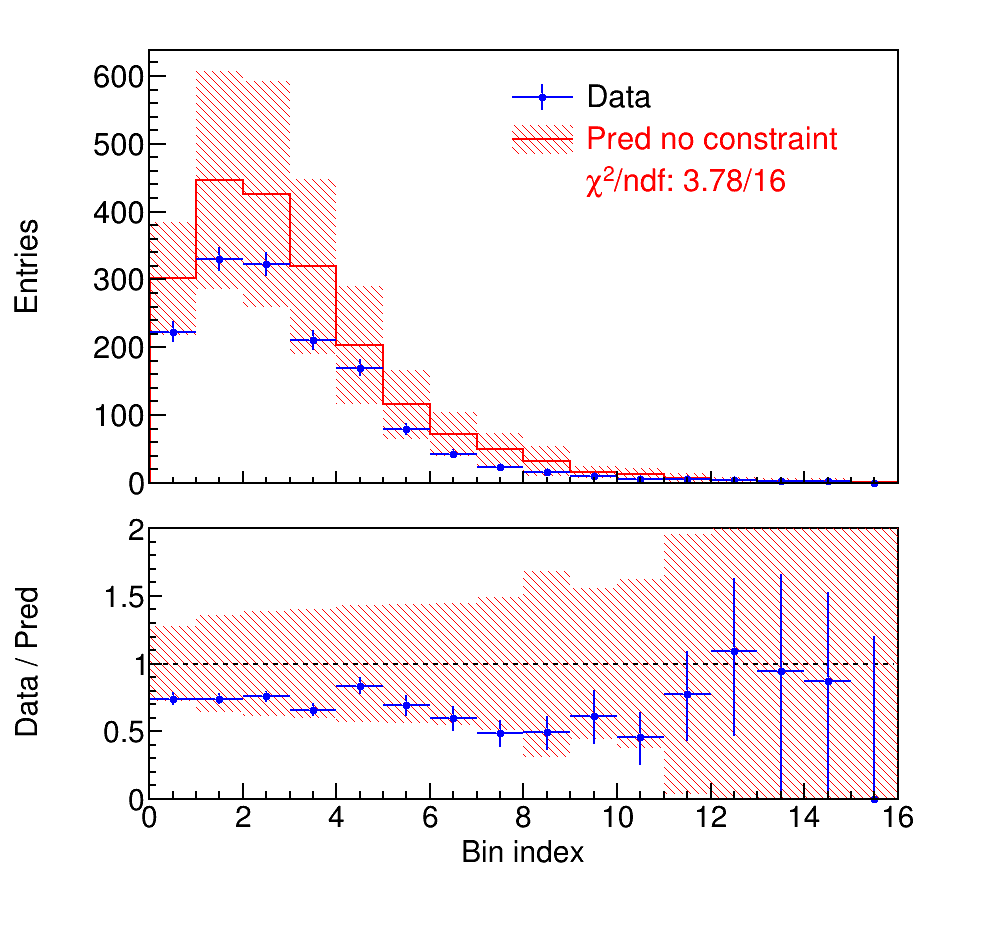 Entries
600
500
400
300
200
100
0
Data
Pred no constraint
χ²/ndf: 3.78/16
Data / Pred
2
1.5
1
0.5
0
0 2 4 6 8 10 12 14 16
Bin index